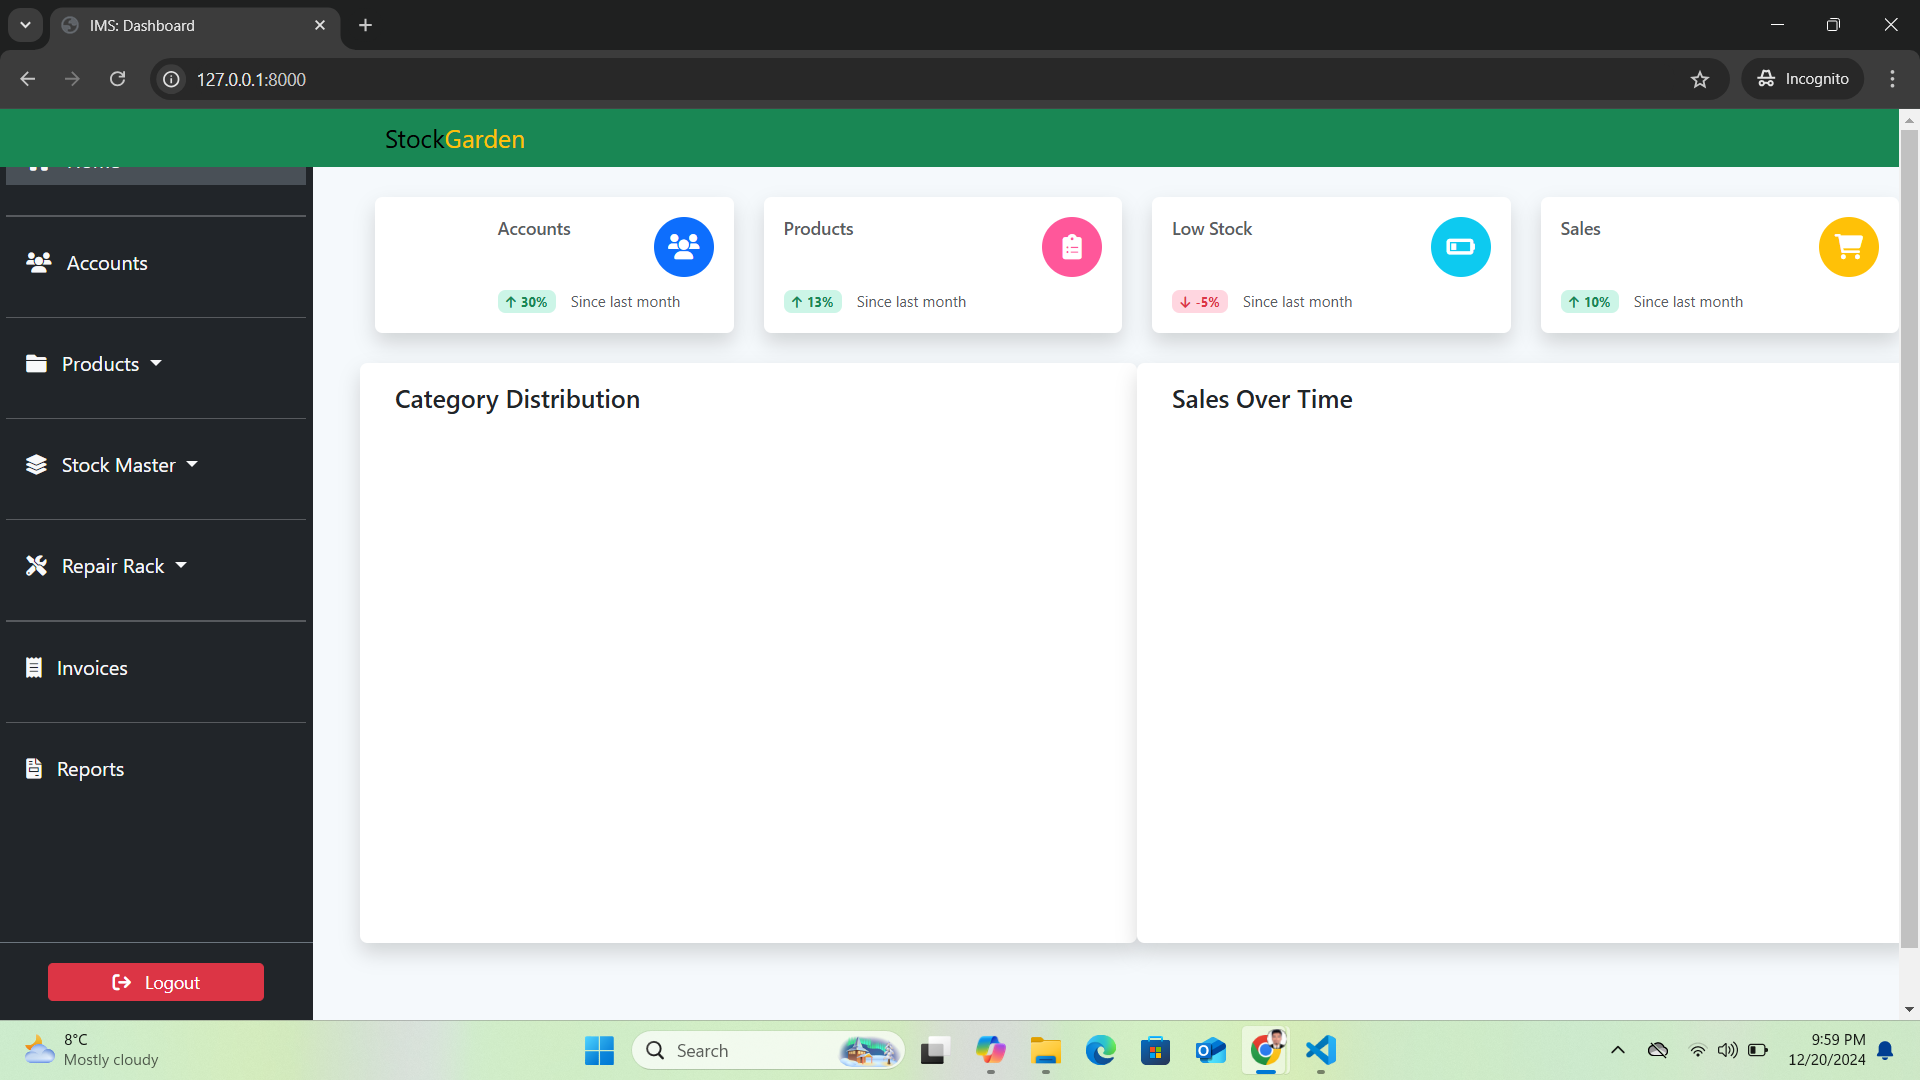 IMS: Dashboard
127.0.0.1:8000
Incognito
StockGarden
Accounts
Products
Stock Master
Repair Rack
Invoices
Reports
Logout
Accounts
30% Since last month
Products
13% Since last month
Low Stock
-5% Since last month
Sales
10% Since last month
Category Distribution
Sales Over Time
8°C
Mostly cloudy
Search
9:59 PM
12/20/2024